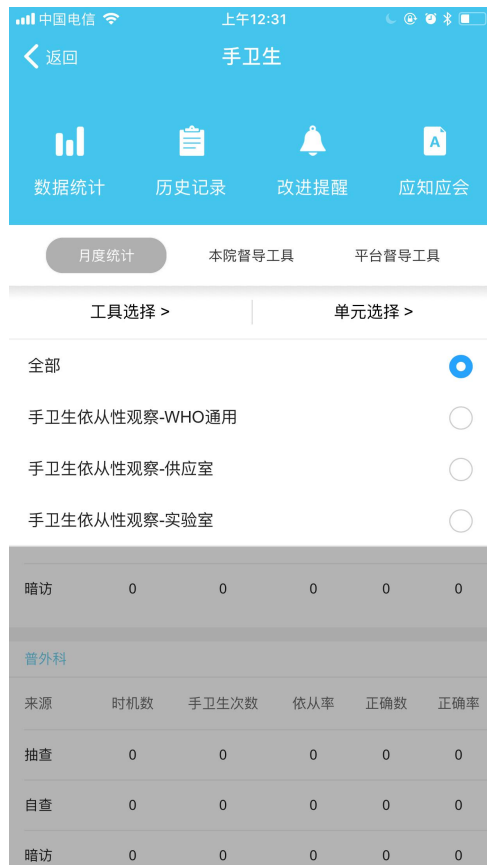 中国电信 上午12:31
返回 手卫生
数据统计 历史记录 改进提醒 应知应会
月度统计 本院督导工具 平台督导工具
工具选择 > 单元选择 >
全部
手卫生依从性观察-WHO通用
手卫生依从性观察-供应室
手卫生依从性观察-实验室
暗访 0 0 0 0 0
普外科
来源 时机数 手卫生次数 依从率 正确数 正确率
抽查 0 0 0 0 0
自查 0 0 0 0 0
暗访 0 0 0 0 0